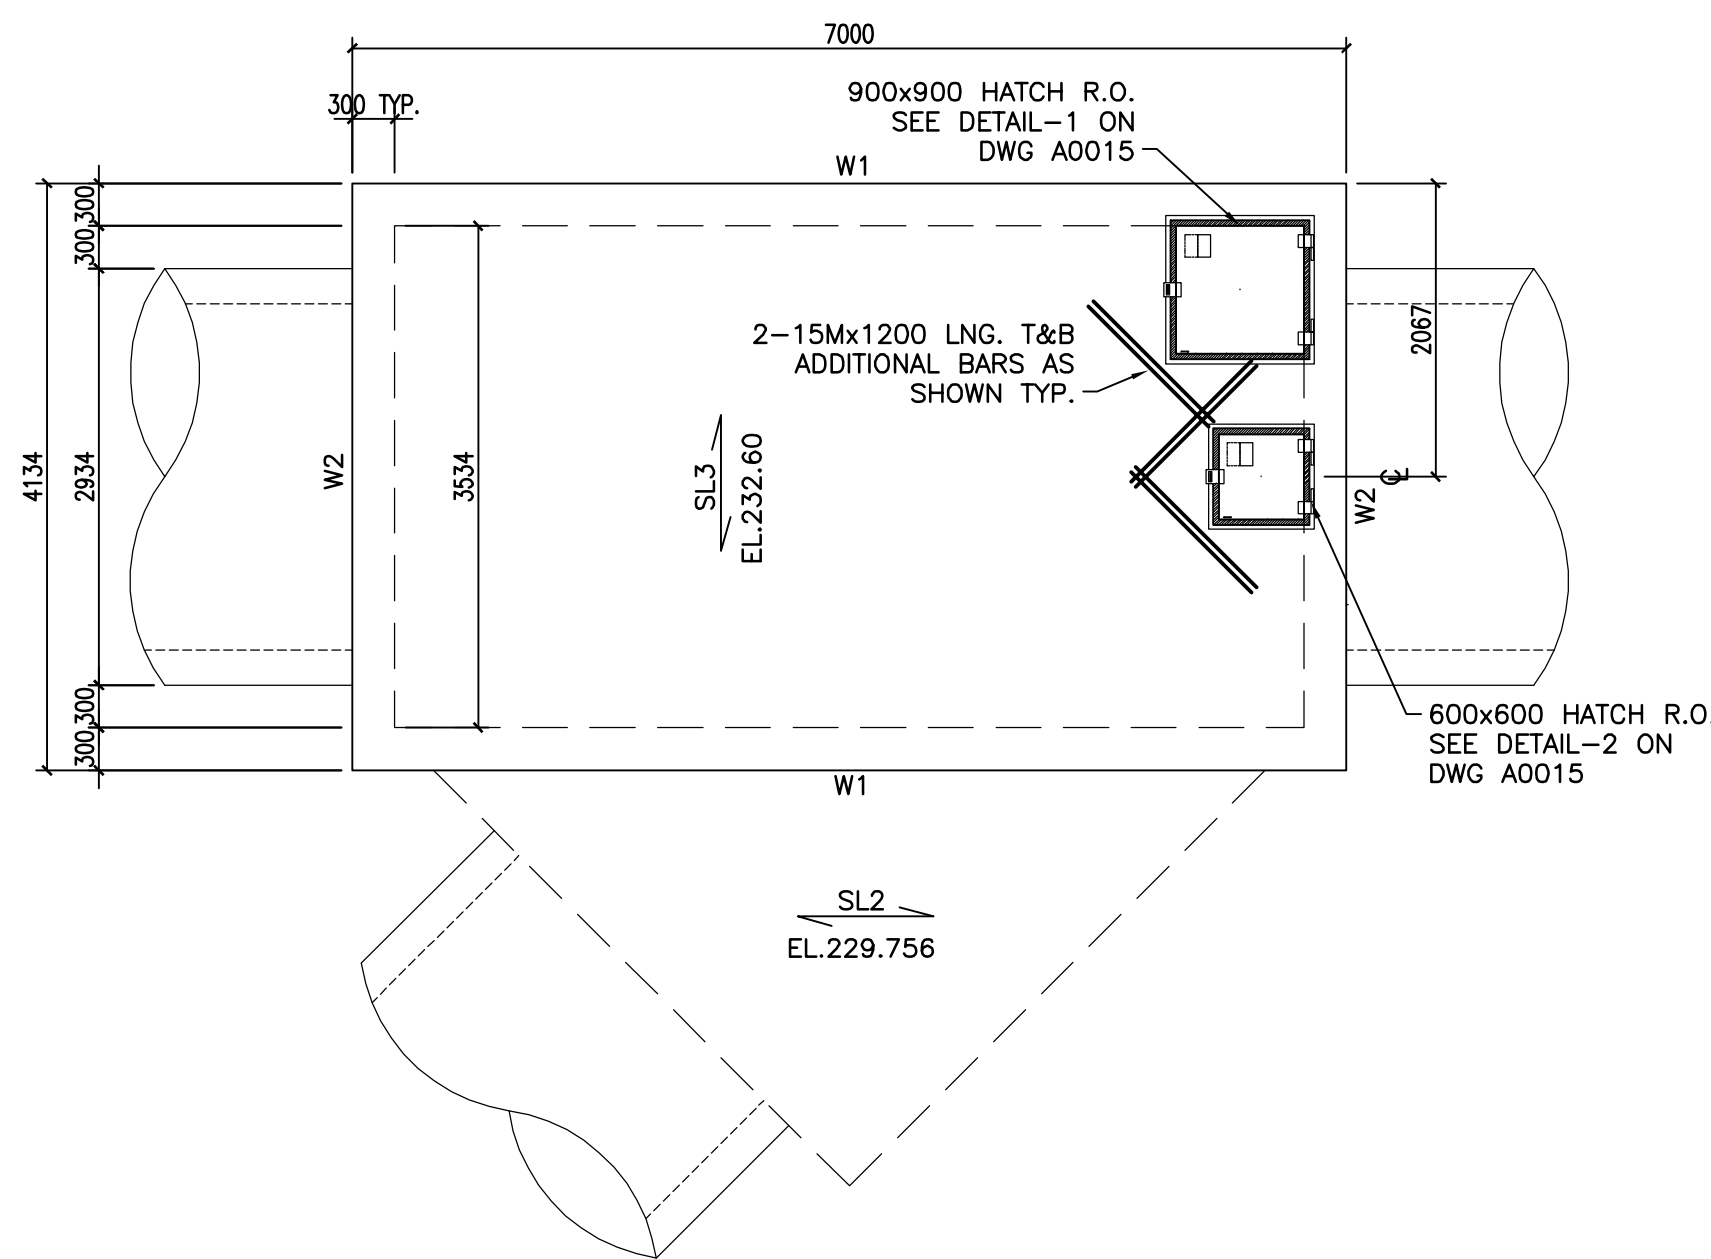 7000
900x900 HATCH R.O.
SEE DETAIL-1 ON
DWG A0015
300 TYP.
W1
300
300
2067
2-15Mx1200 LNG. T&B
ADDITIONAL BARS AS
SHOWN TYP.
4134
2934
W2
3534
SL3
EL.232.60
W2
CL
300
300
600x600 HATCH R.O.
SEE DETAIL-2 ON
DWG A0015
W1
SL2
EL.229.756